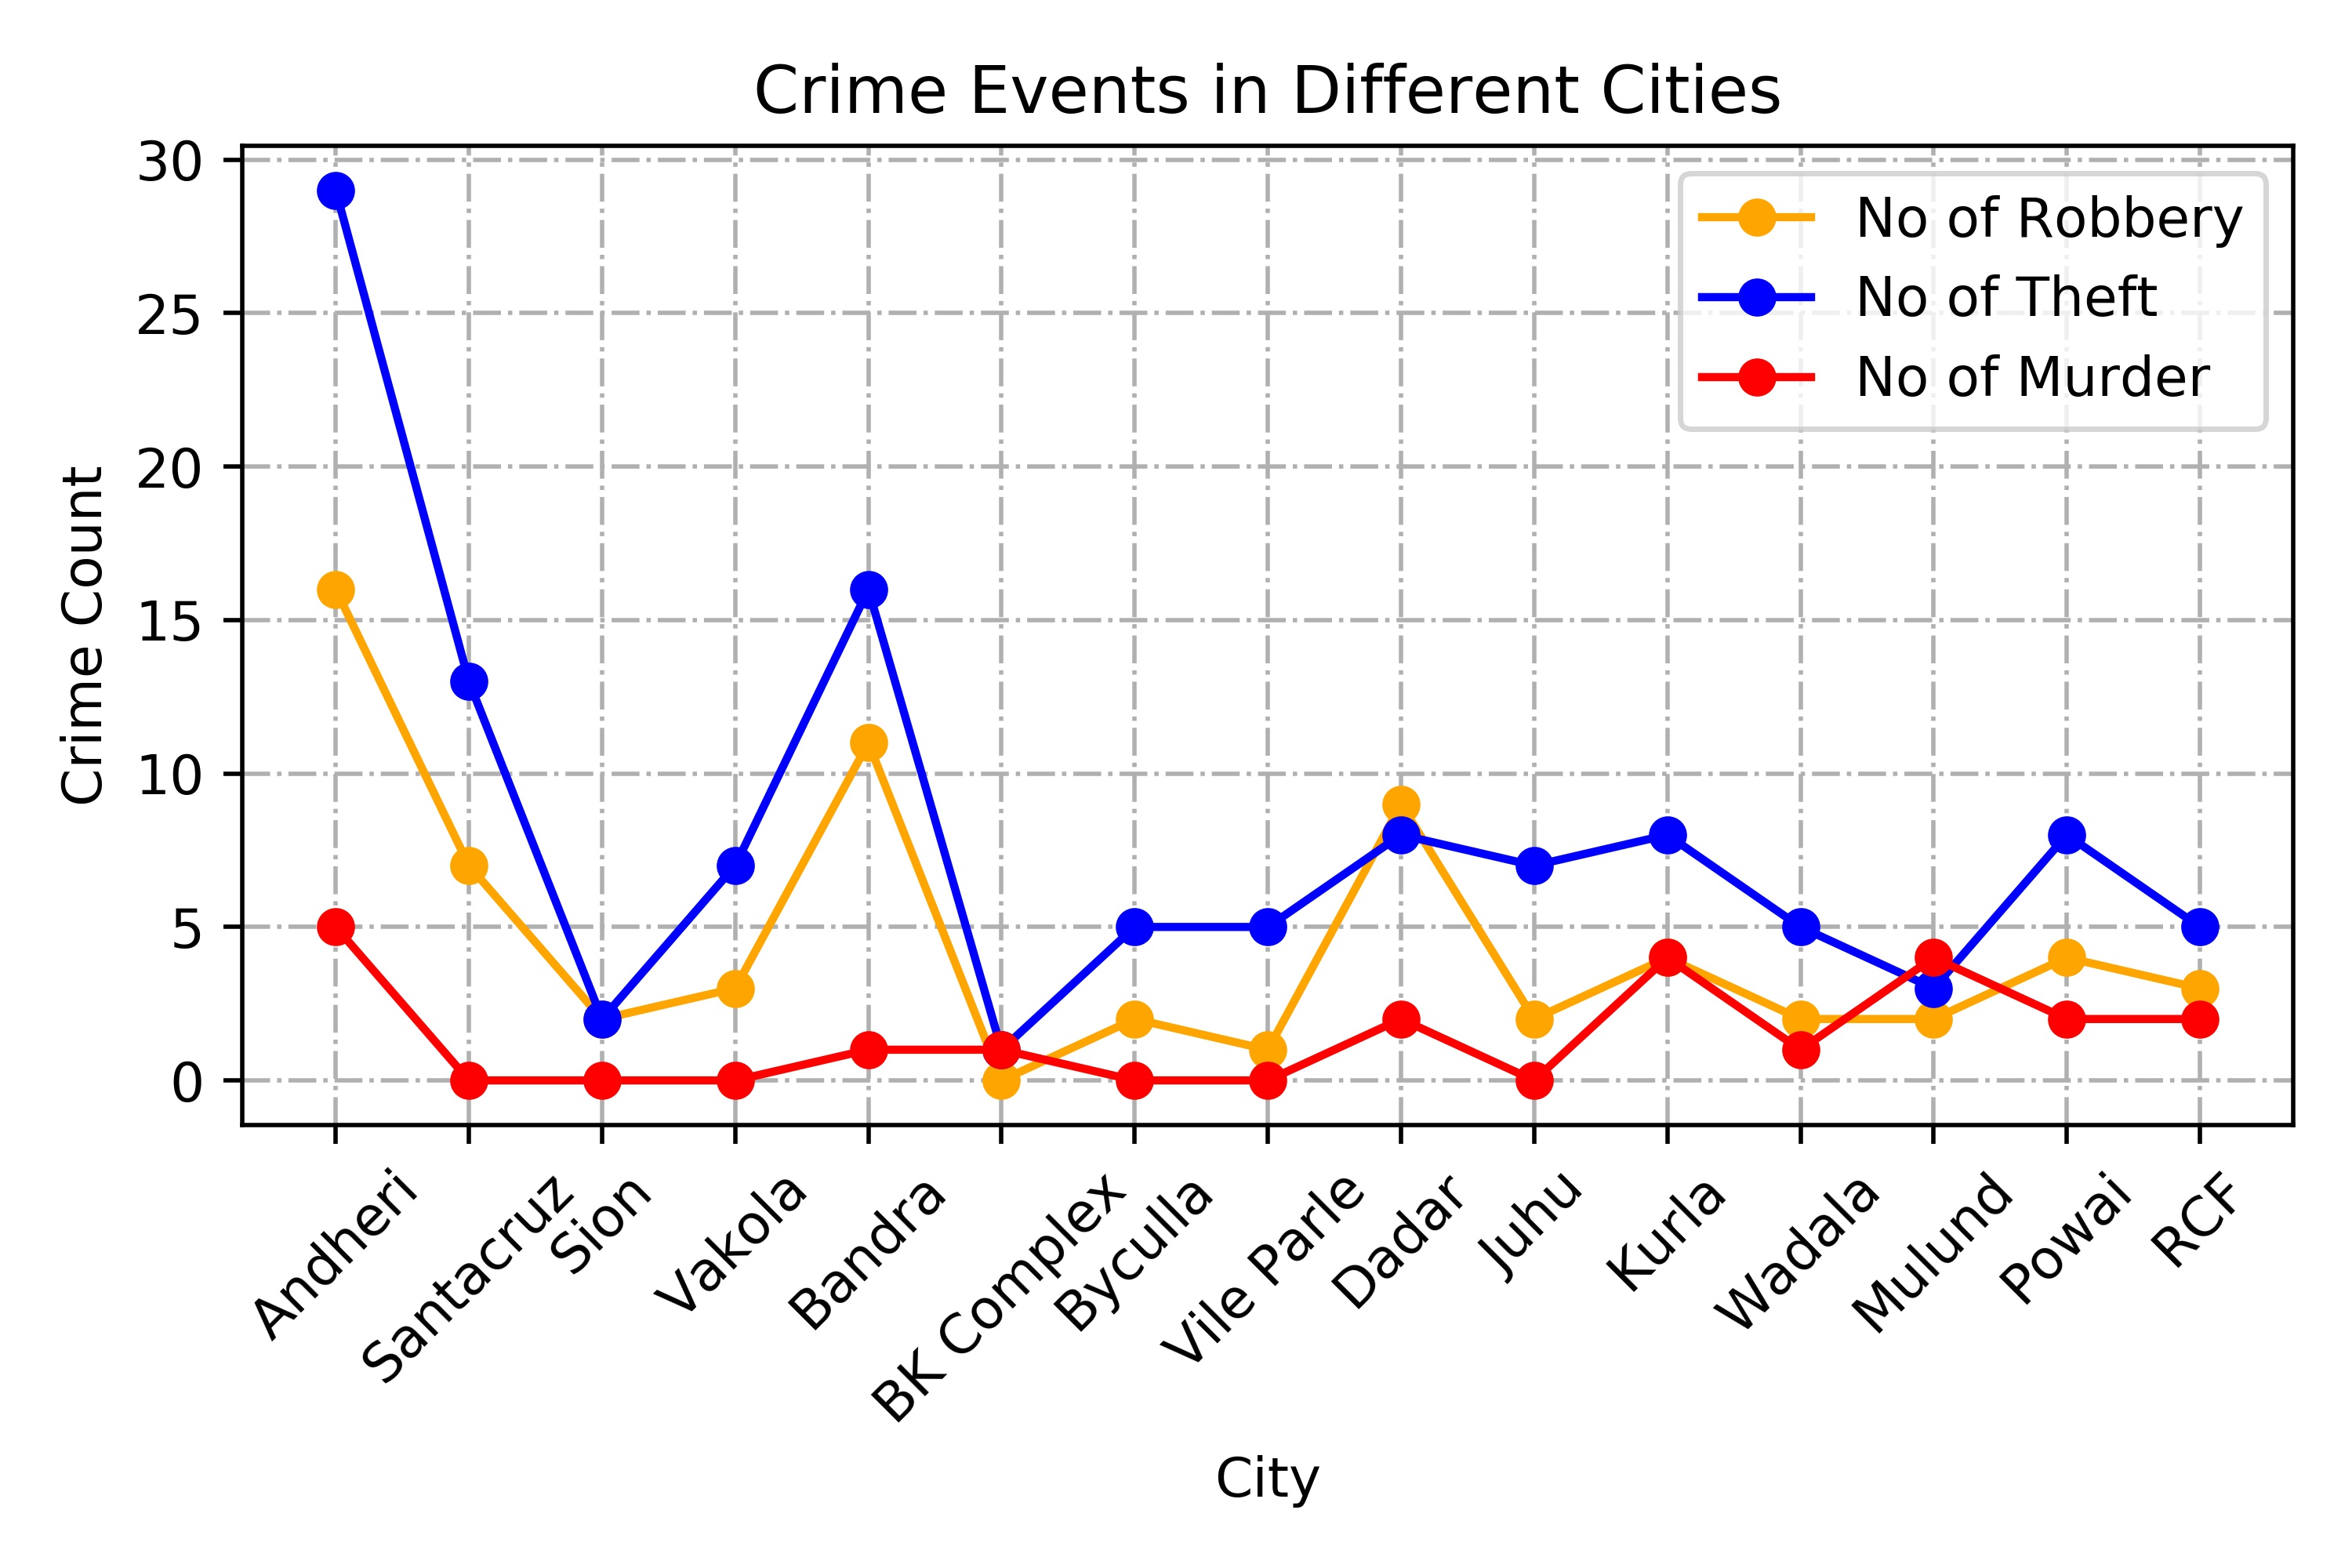 Crime Events in Different Cities
30
25
20
15
10
5
0
Crime Count
No of Robbery
No of Theft
No of Murder
Andheri
Santacruz
Sion
Vakola
Bandra
BK Complex
Byculla
Vile Parle
Dadar
Juhu
Kurla
Wadala
Mulund
Powai
RCF
City